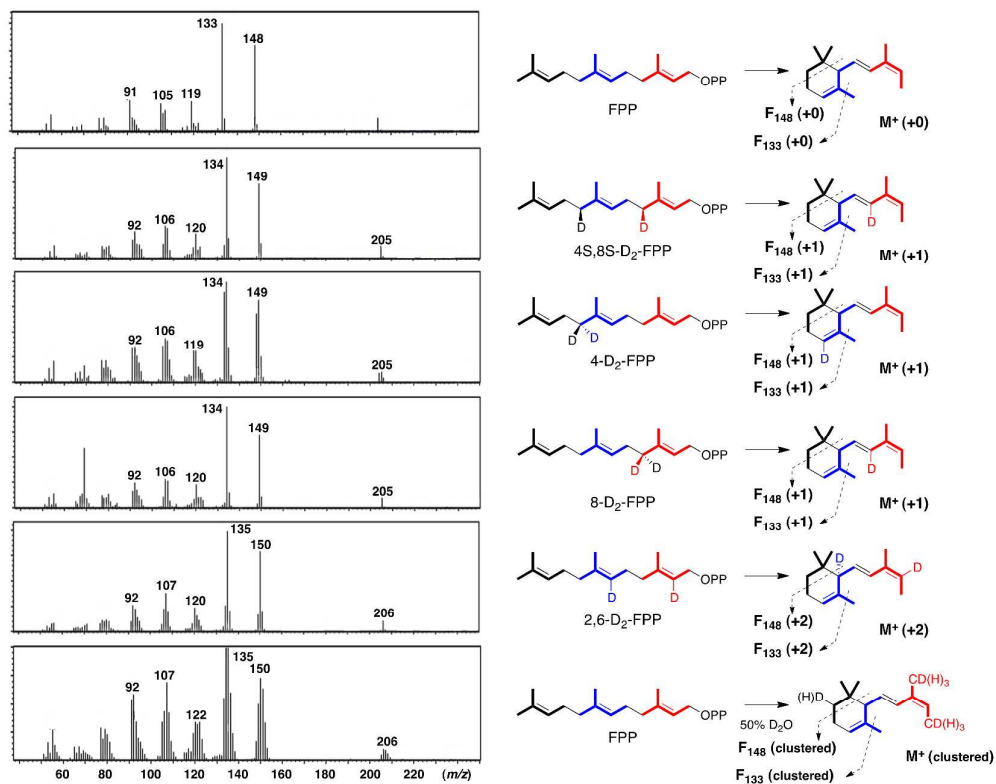 133
148
91
105
119
OPP
FPP
F148 (+0)
F133 (+0)
M+ (+0)
134
149
92
106
120
205
D
D
OPP
4S,8S-D2-FPP
D
F148 (+1)
F133 (+1)
M+ (+1)
134
149
92
106
119
205
D
D
OPP
4-D2-FPP
D
F148 (+1)
F133 (+1)
M+ (+1)
134
149
92
106
120
205
D
D
OPP
8-D2-FPP
D
F148 (+1)
F133 (+1)
M+ (+1)
135
150
92
107
120
206
D
D
OPP
2,6-D2-FPP
D
D
F148 (+2)
F133 (+2)
M+ (+2)
135
150
92
107
122
206
OPP
FPP
50% D2O
(H)D
CD(H)3
CD(H)3
F148 (clustered)
F133 (clustered)
M+ (clustered)
60 80 100 120 140 160 180 200 220 (m/z)